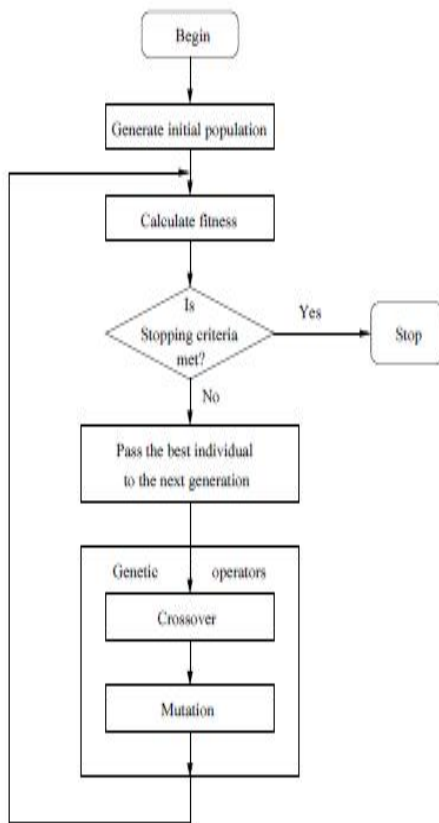 Begin
Generate initial population
Calculate fitness
Is
Stopping criteria
met?
Yes
Stop
No
Pass the best individual
to the next generation
Genetic operators
Crossover
Mutation